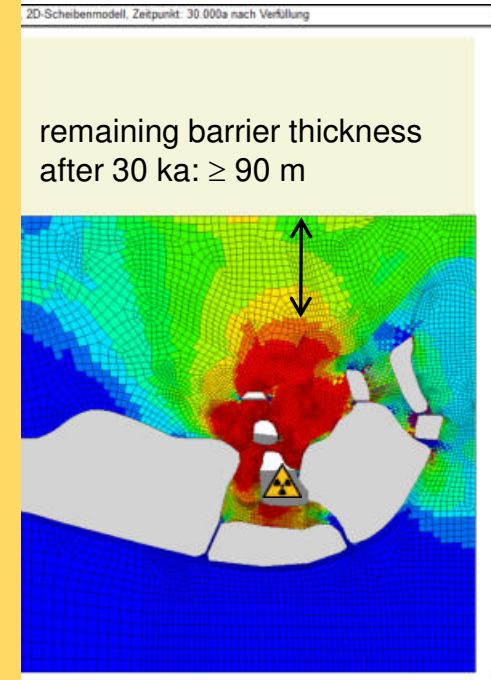 2D-Scheibenmodell, Zeitpunkt: 30.000a nach Verfüllung
remaining barrier thickness
after 30 ka: ≥ 90 m